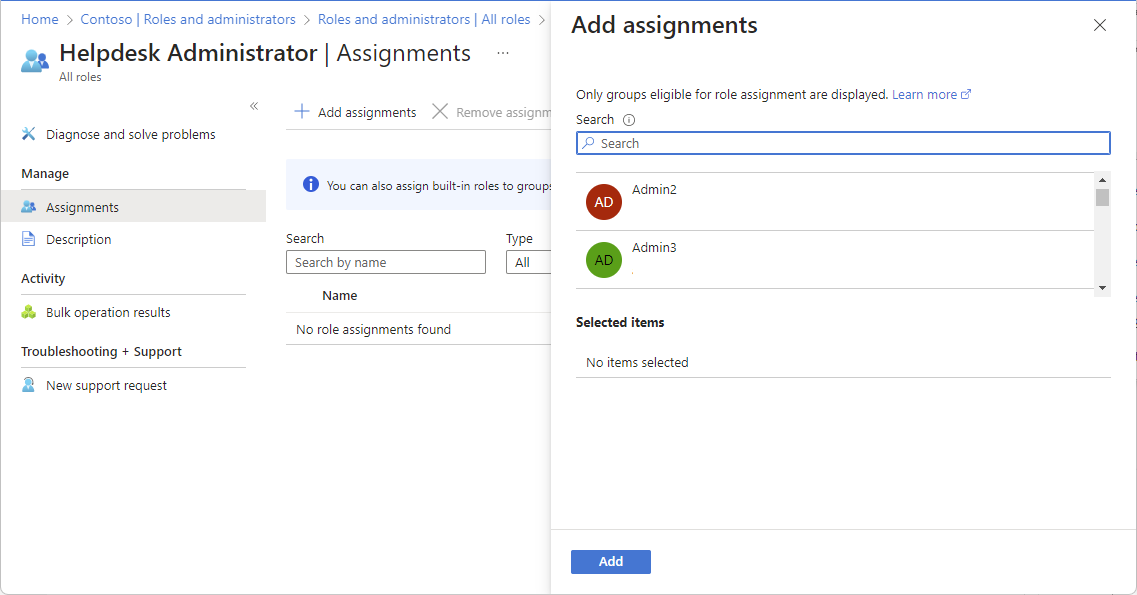 Home > Contoso | Roles and administrators > Roles and administrators | All roles >
Helpdesk Administrator | Assignments ...
All roles
«
Diagnose and solve problems
Manage
Assignments
Description
Activity
Bulk operation results
Troubleshooting + Support
New support request
+ Add assignments
Remove assignm
You can also assign built-in roles to groups
Search
Type
Search by name
All
Name
No role assignments found
Add assignments
Only groups eligible for role assignment are displayed. Learn more
Search
Search
AD
Admin2
AD
Admin3
Selected items
No items selected
Add